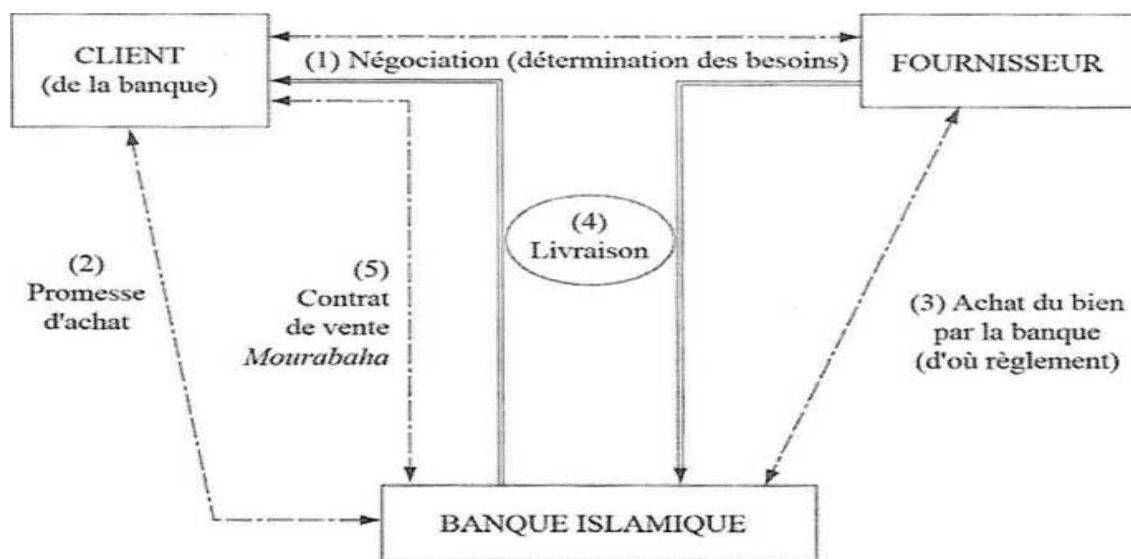 CLIENT
(de la banque)
(1) Négociation (détermination des besoins)
FOURNISSEUR
(2)
Promesse
d'achat
(5)
Contrat
de vente
Mourabaha
(4)
Livraison
(3) Achat du bien
par la banque
(d'où règlement)
BANQUE ISLAMIQUE